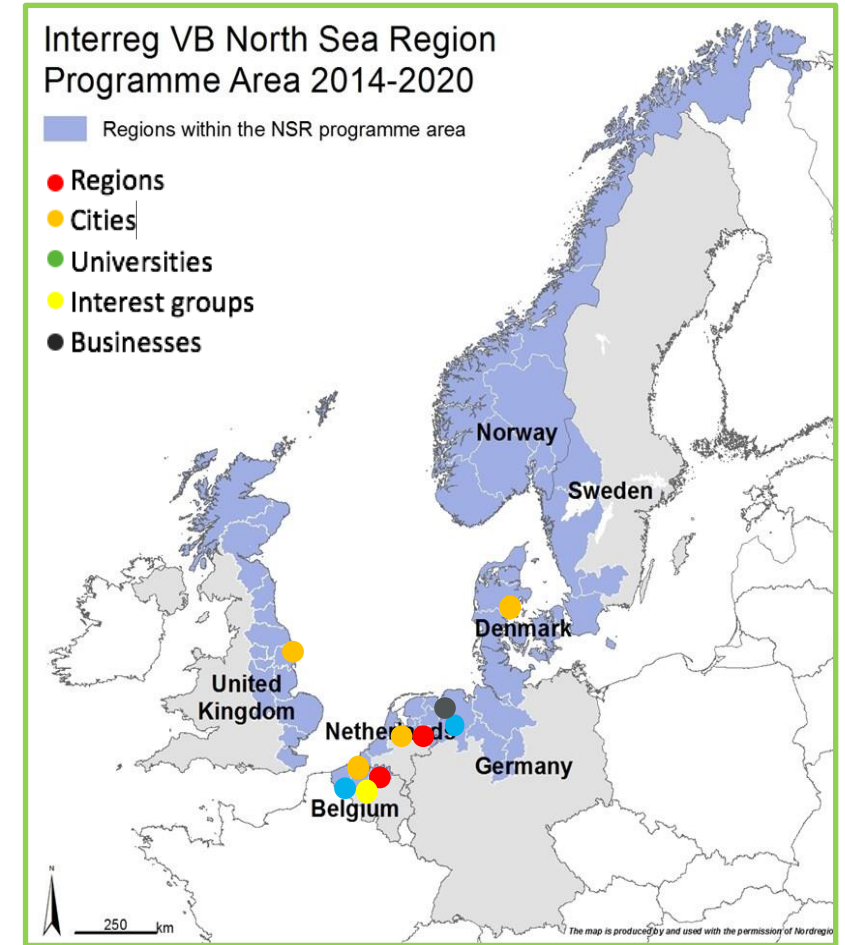 Interreg VB North Sea Region
Programme Area 2014-2020
Regions within the NSR programme area
Regions
Cities
Universities
Interest groups
Businesses
Norway
Sweden
Denmark
United
Kingdom
Netherlands
Germany
Belgium
N
250 km
The map is produced by and used with the permission of Nordregio